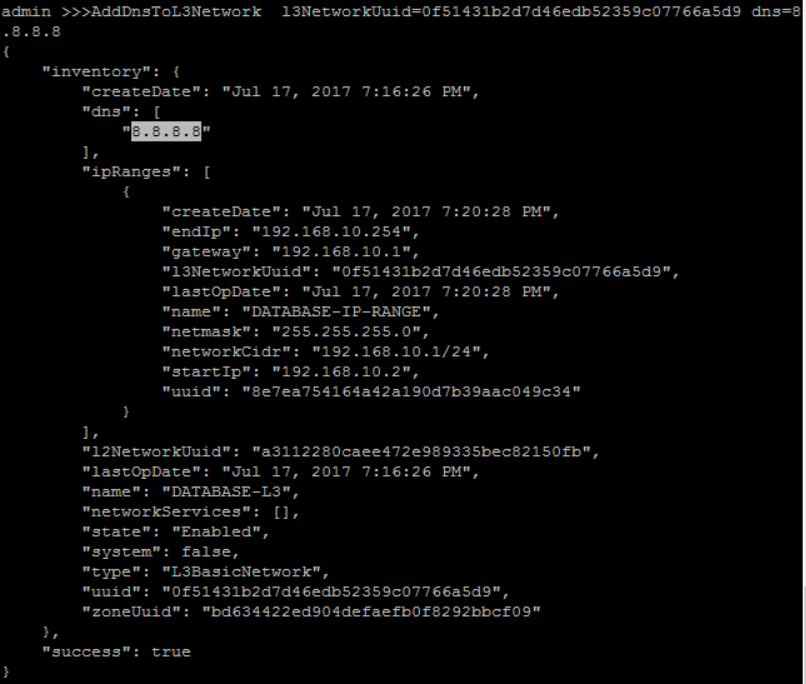 admin >>>AddDnsToL3Network  l3NetworkUuid=0f51431b2d7d46edb52359c07766a5d9 dns=8
.8.8.8
{
    "inventory": {
        "createDate": "Jul 17, 2017 7:16:26 PM",
        "dns": [
            "8.8.8.8"
        ],
        "ipRanges": [
            {
                "createDate": "Jul 17, 2017 7:20:28 PM",
                "endIp": "192.168.10.254",
                "gateway": "192.168.10.1",
                "l3NetworkUuid": "0f51431b2d7d46edb52359c07766a5d9",
                "lastOpDate": "Jul 17, 2017 7:20:28 PM",
                "name": "DATABASE-IP-RANGE",
                "netmask": "255.255.255.0",
                "networkCidr": "192.168.10.1/24",
                "startIp": "192.168.10.2",
                "uuid": "8e7ea754164a42a190d7b39aac049c34"
            }
        ],
        "l2NetworkUuid": "a3112280caee472e989335bec82150fb",
        "lastOpDate": "Jul 17, 2017 7:16:26 PM",
        "name": "DATABASE-L3",
        "networkServices": [],
        "state": "Enabled",
        "system": false,
        "type": "L3BasicNetwork",
        "uuid": "0f51431b2d7d46edb52359c07766a5d9",
        "zoneUuid": "bd634422ed904defaefb0f8292bbcf09"
    },
    "success": true
}